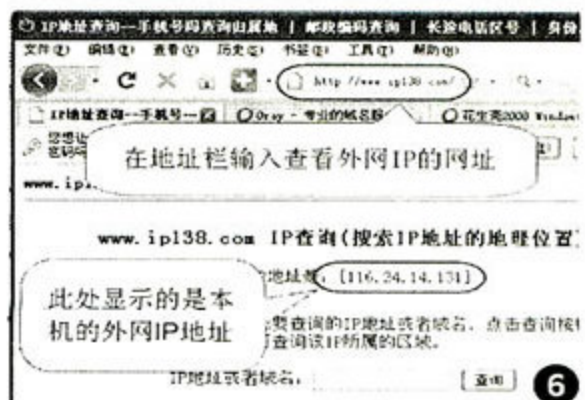 IP地址查询--手机号码查询归属地 | 邮政编码查询 | 长途电话区号 | 身份
文件(F) 编辑(E) 查看(V) 历史(S) 书签(B) 工具(T) 帮助(H)
http://www.ip138.com/
IP地址查询--手机号--- Oray - 专业的域名服 花生壳2000 Windows
在地址栏输入查看外网IP的网址
www.ip1
www.ip138.com IP查询(搜索IP地址的地理位置
地址是：[116.24.14.131]
此处显示的是本
机的外网IP地址
要查询的IP地址或者域名，点击查询按钮
查询该IP所属的区域。
IP地址或者域名： 查询
6